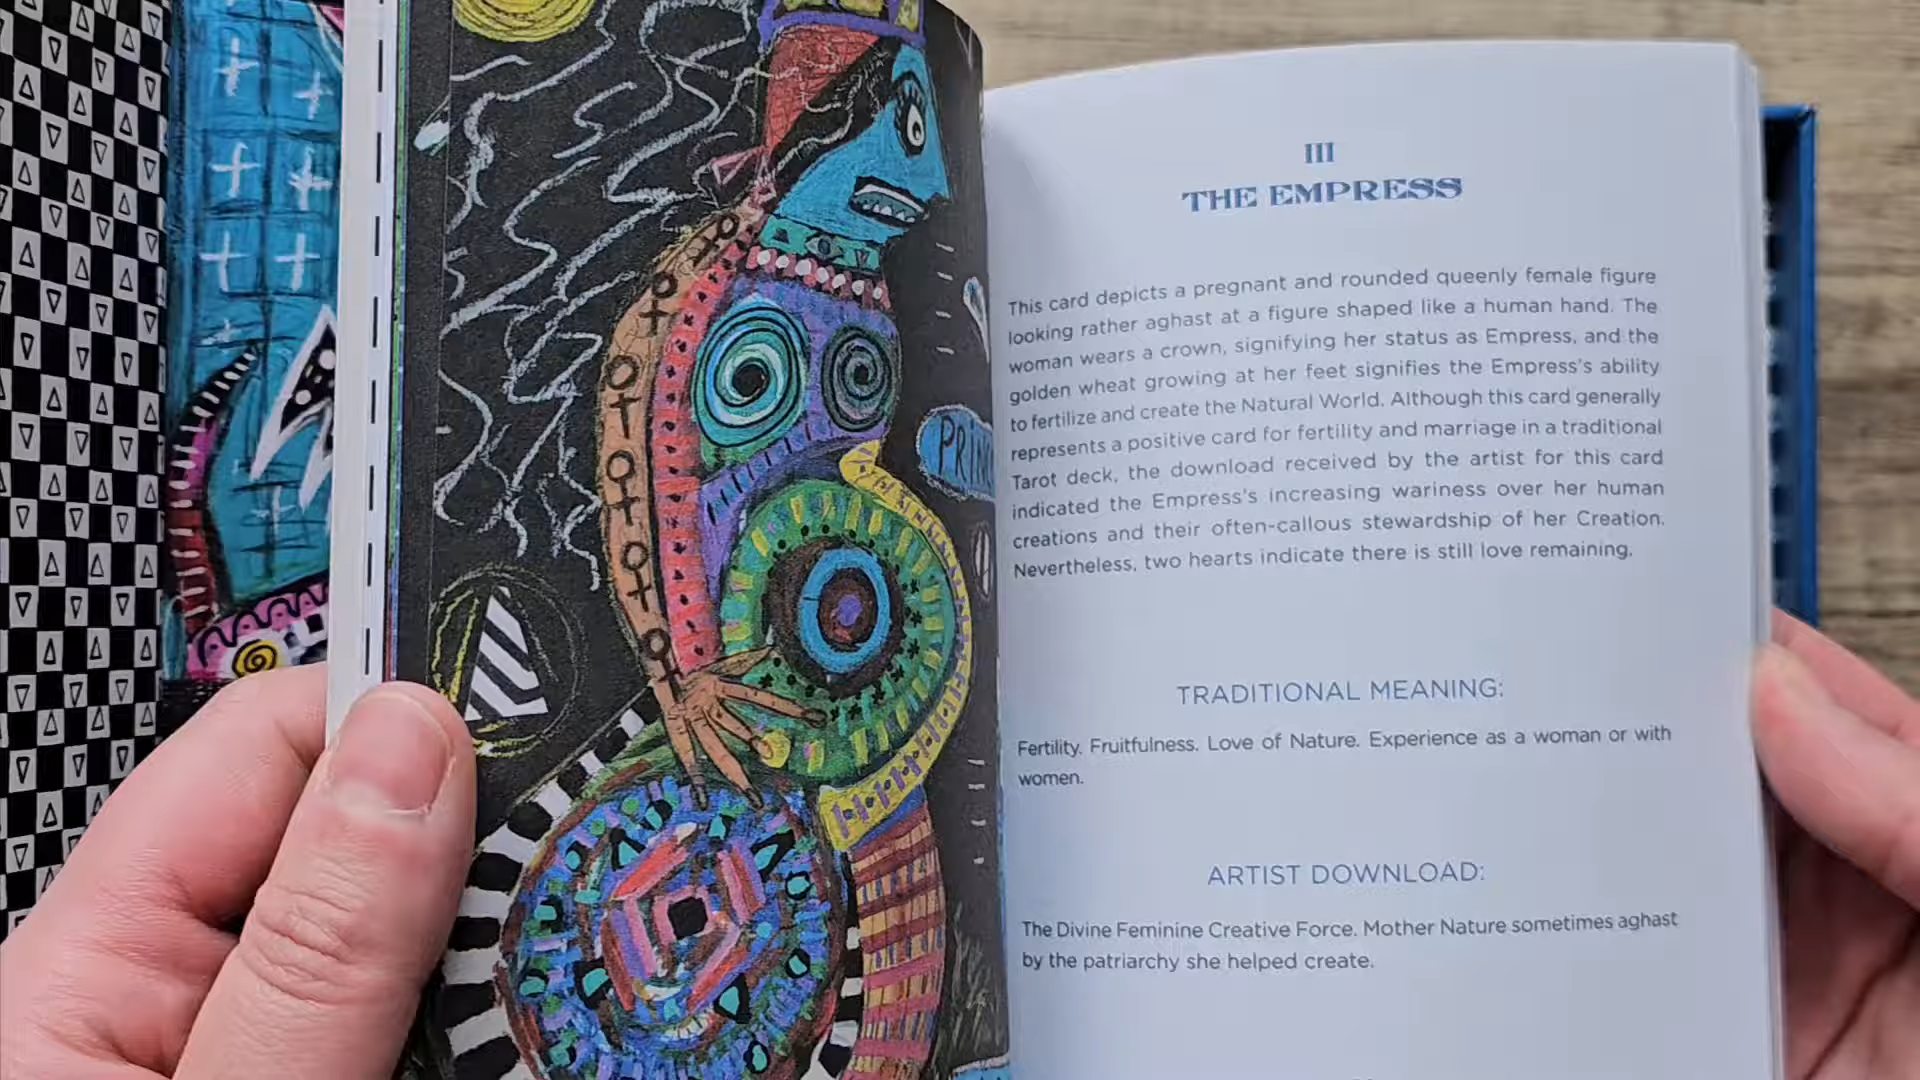 III
THE EMPRESS
This card depicts a pregnant and rounded queenly female figure
looking rather aghast at a figure shaped like a human hand. The
woman wears a crown, signifying her status as Empress, and the
golden wheat growing at her feet signifies the Empress's ability
to fertilize and create the Natural World. Although this card generally
represents a positive card for fertility and marriage in a traditional
Tarot deck, the download received by the artist for this card
indicated the Empress's increasing wariness over her human
creations and their often-callous stewardship of her Creation.
Nevertheless, two hearts indicate there is still love remaining.
TRADITIONAL MEANING:
Fertility. Fruitfulness. Love of Nature. Experience as a woman or with
women.
ARTIST DOWNLOAD:
The Divine Feminine Creative Force. Mother Nature sometimes aghast
by the patriarchy she helped create.